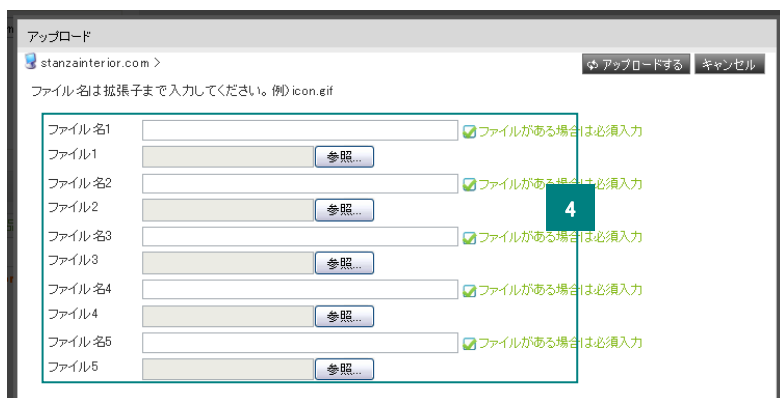 アップロード
stanzainterior.com >
アップロードする キャンセル
ファイル名は拡張子まで入力してください。例)icon.gif
ファイル名1 ファイルがある場合は必須入力
ファイル1 参照...
ファイル名2 ファイルがある場合は必須入力
ファイル2 参照...
4
ファイル名3 ファイルがある場合は必須入力
ファイル3 参照...
ファイル名4 ファイルがある場合は必須入力
ファイル4 参照...
ファイル名5 ファイルがある場合は必須入力
ファイル5 参照...